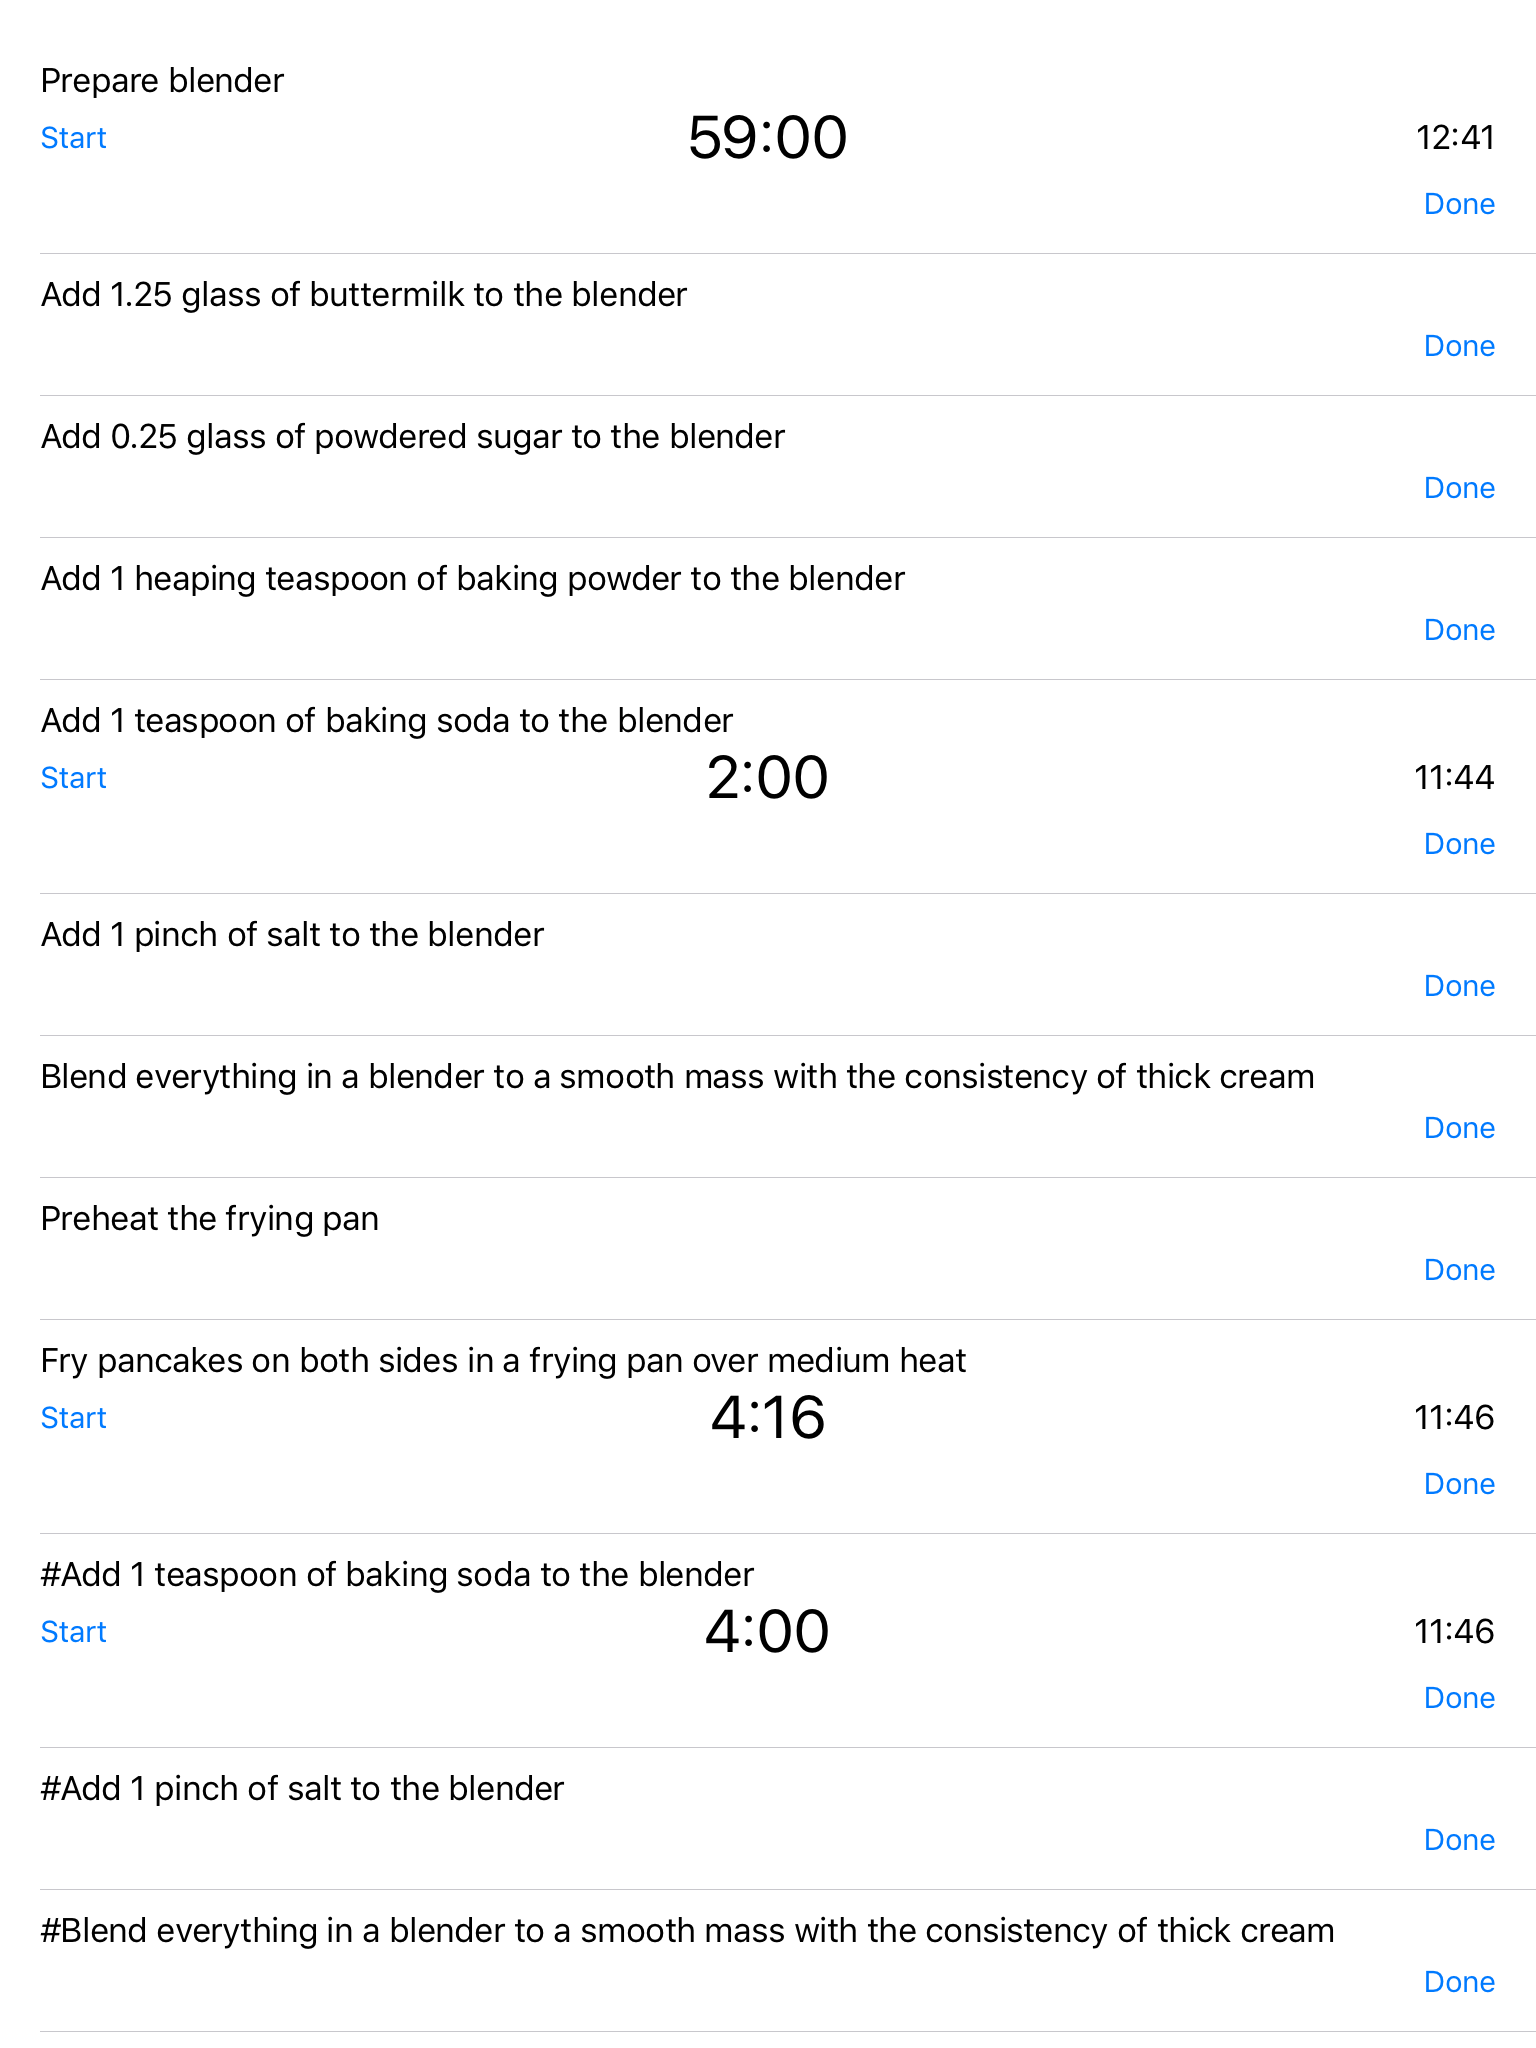 Prepare blender
Start 59:00 12:41
Done
Add 1.25 glass of buttermilk to the blender
Done
Add 0.25 glass of powdered sugar to the blender
Done
Add 1 heaping teaspoon of baking powder to the blender
Done
Add 1 teaspoon of baking soda to the blender
Start 2:00 11:44
Done
Add 1 pinch of salt to the blender
Done
Blend everything in a blender to a smooth mass with the consistency of thick cream
Done
Preheat the frying pan
Done
Fry pancakes on both sides in a frying pan over medium heat
Start 4:16 11:46
Done
#Add 1 teaspoon of baking soda to the blender
Start 4:00 11:46
Done
#Add 1 pinch of salt to the blender
Done
#Blend everything in a blender to a smooth mass with the consistency of thick cream
Done